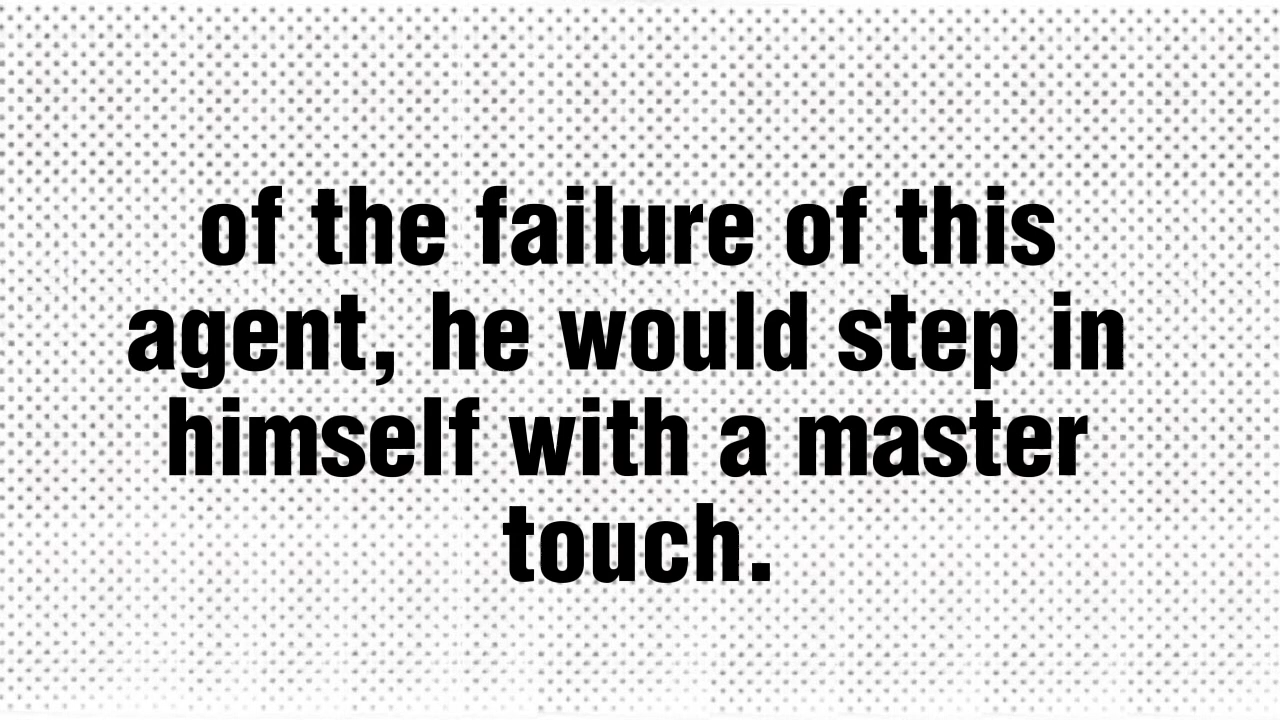 of the failure of this
agent, he would step in
himself with a master
touch.